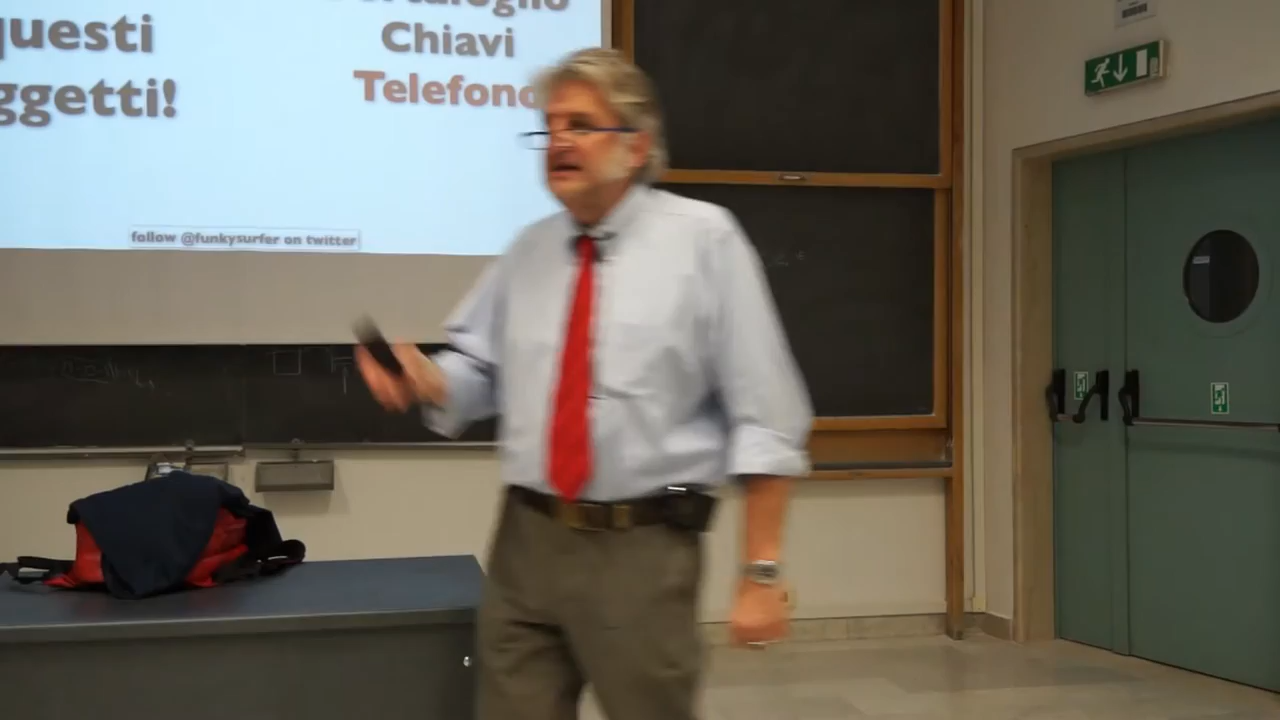 questi
ggetti!
Chiavi
Telefono
follow @funkysurfer on twitter